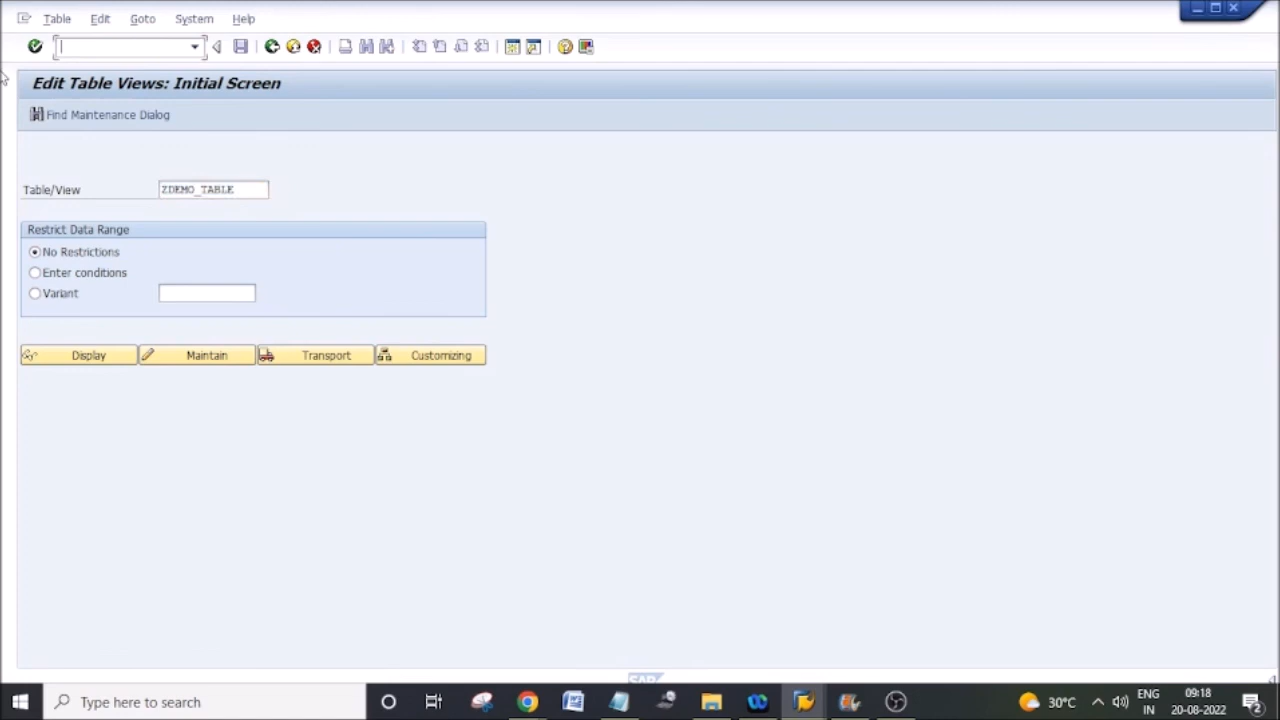 Table Edit Goto System Help
Edit Table Views: Initial Screen
Find Maintenance Dialog
Table/View ZDEMO_TABLE
Restrict Data Range
No Restrictions
Enter conditions
Variant
Display Maintain Transport Customizing
SAP
Type here to search
30°C
ENG
IN
09:18
20-08-2022
2